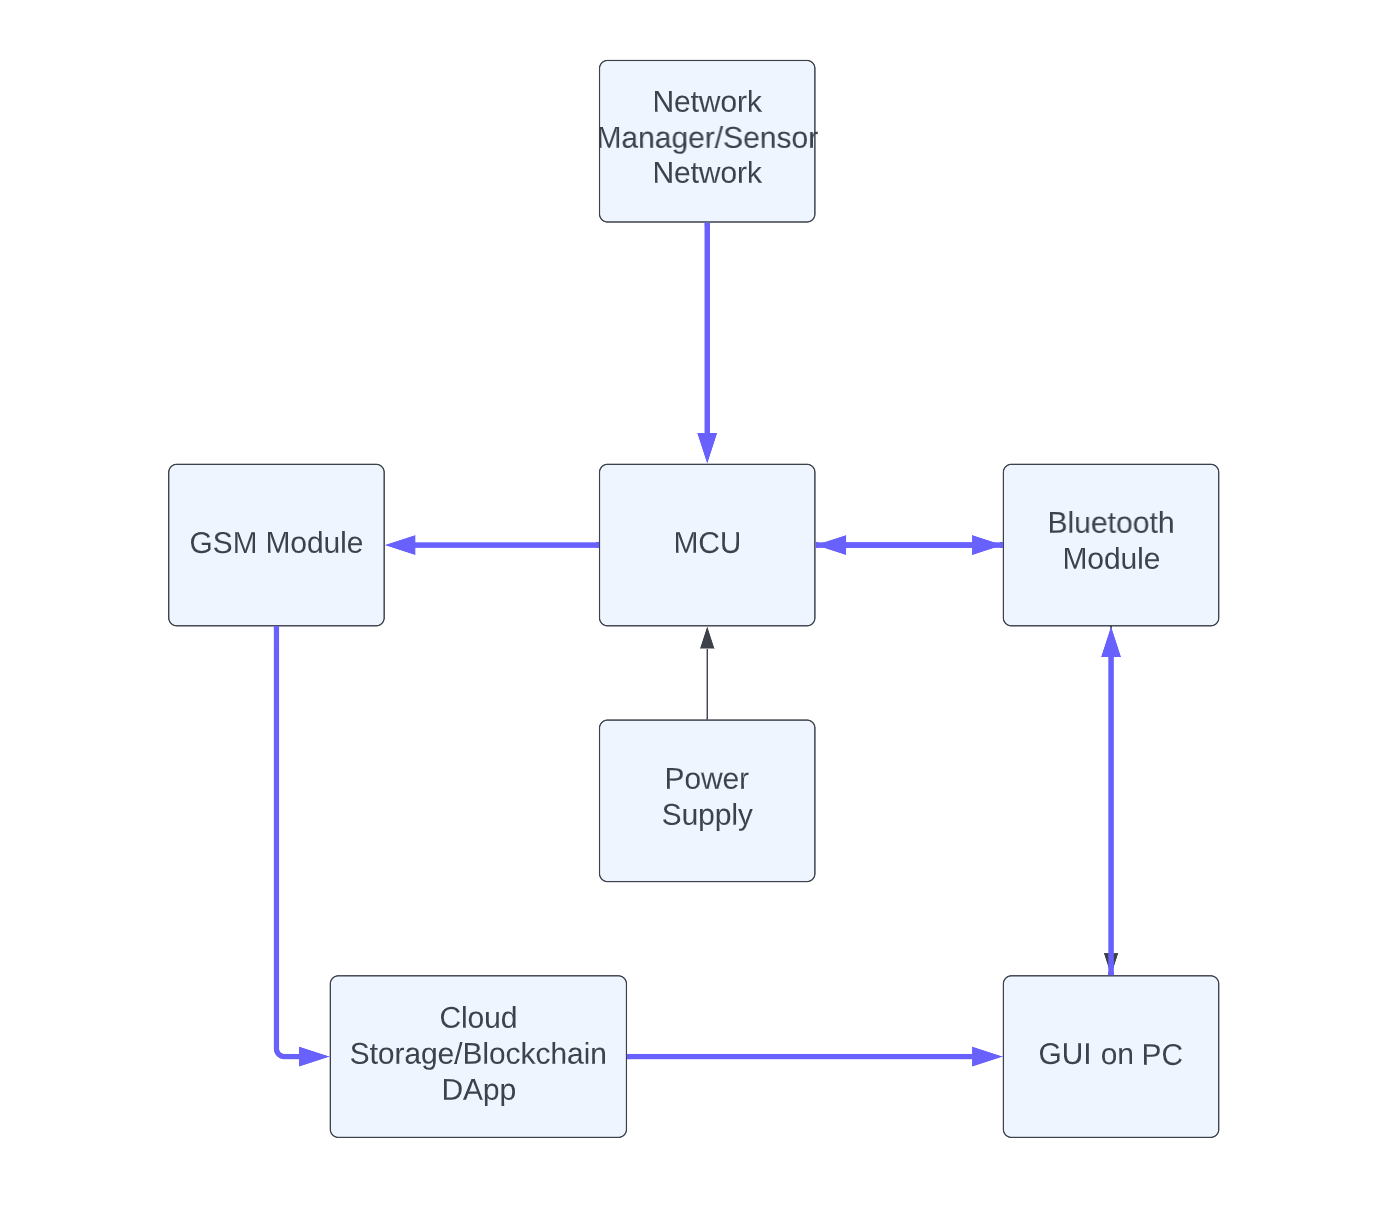 Network
Manager/Sensor
Network
GSM Module
MCU
Bluetooth
Module
Power
Supply
Cloud
Storage/Blockchain
DApp
GUI on PC